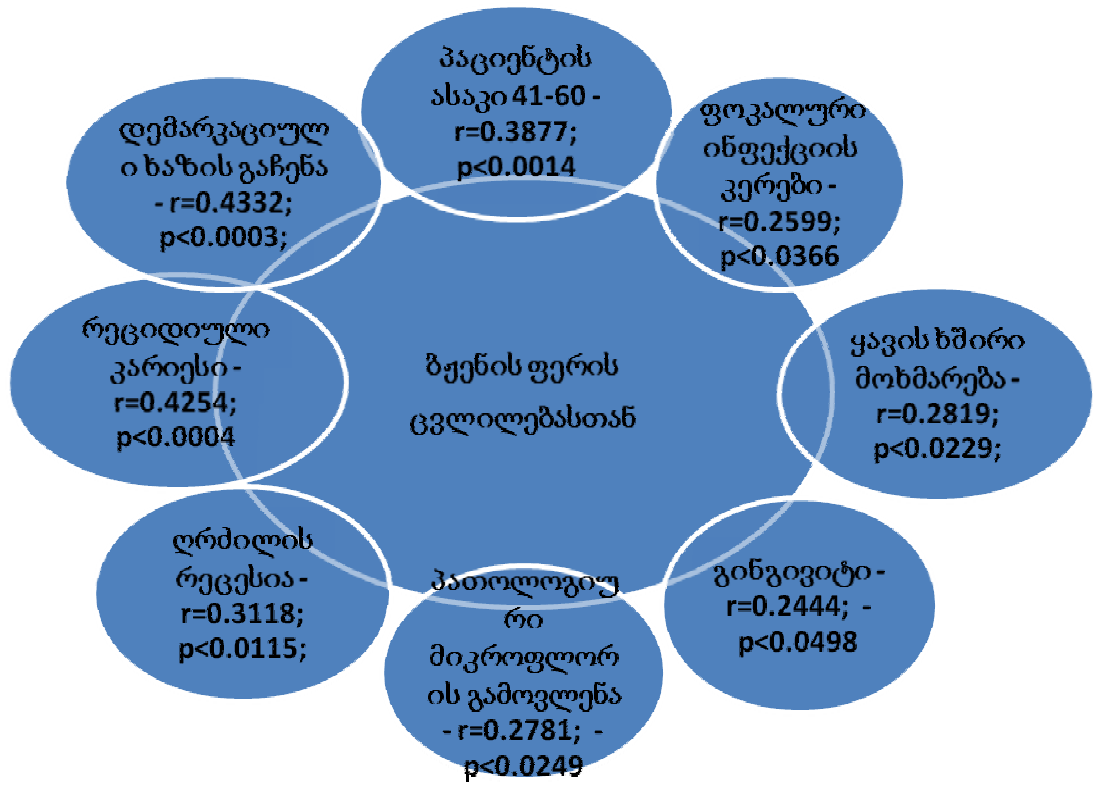 პაციენტის
ასაკი 41-60 -
r=0.3877;
p<0.0014
ფოკალური
ინფექციის
კერები -
r=0.2599;
p<0.0366
ყავის ხშირი
მოხმარება -
r=0.2819;
p<0.0229;
გინგივიტი -
r=0.2444;  -
p<0.0498
პათოლოგიუ
რი
მიკროფლორ
ის გამოვლენა
- r=0.2781;  -
p<0.0249
ღრძილის
რეცესია -
r=0.3118;
p<0.0115;
რეციდიული
კარიესი -
r=0.4254;
p<0.0004
დემარკაციულ
ი ხაზის გაჩენა
- r=0.4332;
p<0.0003;
ბჟენის ფერის
ცვლილებასთან